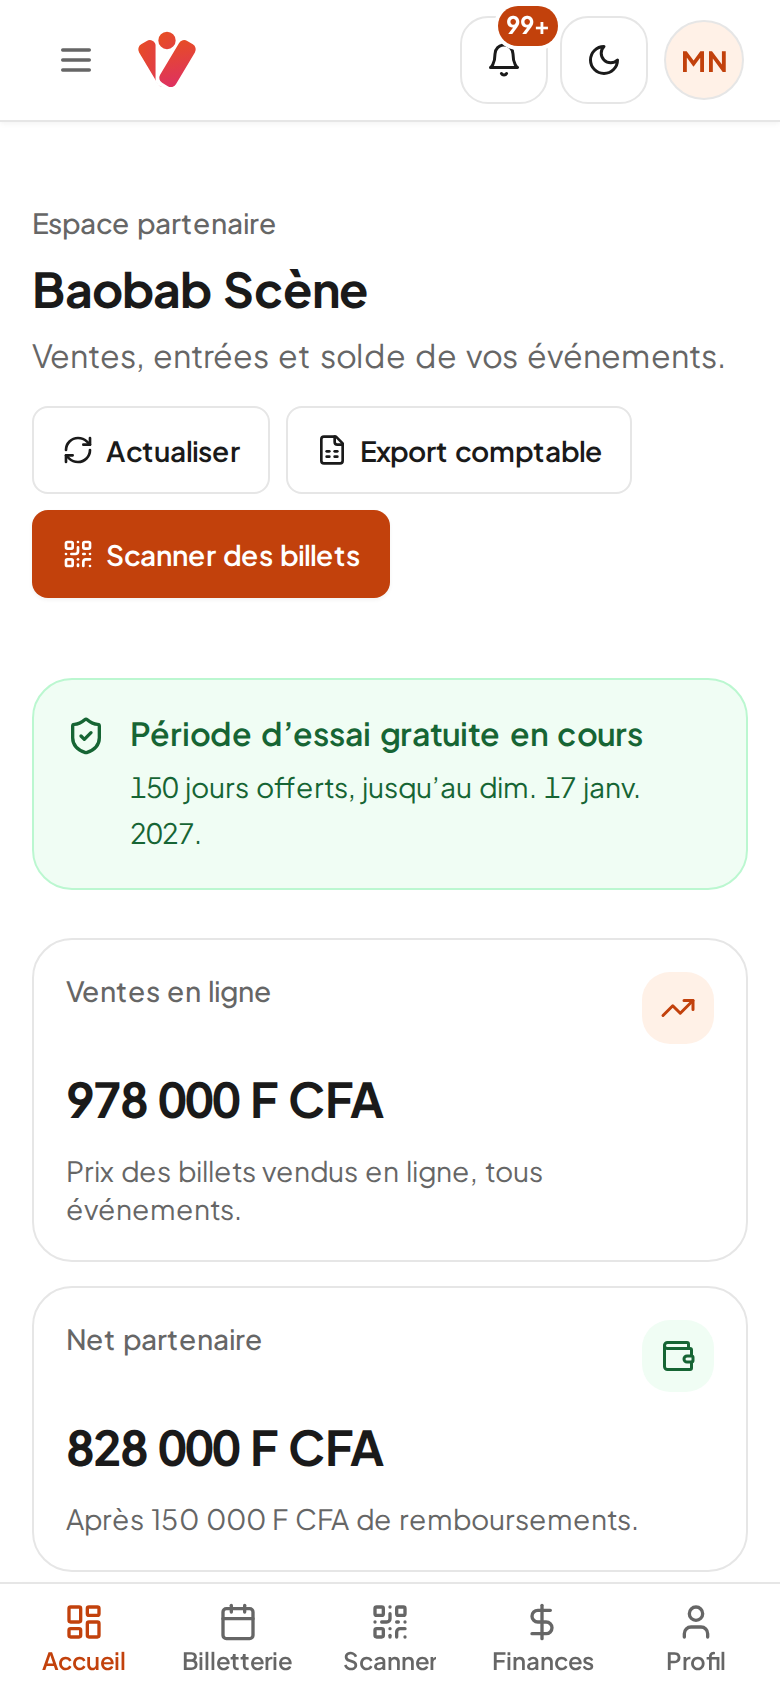 99+
MN
Espace partenaire
Baobab Scène
Ventes, entrées et solde de vos événements.
Actualiser
Export comptable
Scanner des billets
Période d’essai gratuite en cours
150 jours offerts, jusqu’au dim. 17 janv.
2027.
Ventes en ligne
978 000 F CFA
Prix des billets vendus en ligne, tous
événements.
Net partenaire
828 000 F CFA
Après 150 000 F CFA de remboursements.
Accueil
Billetterie
Scanner
Finances
Profil